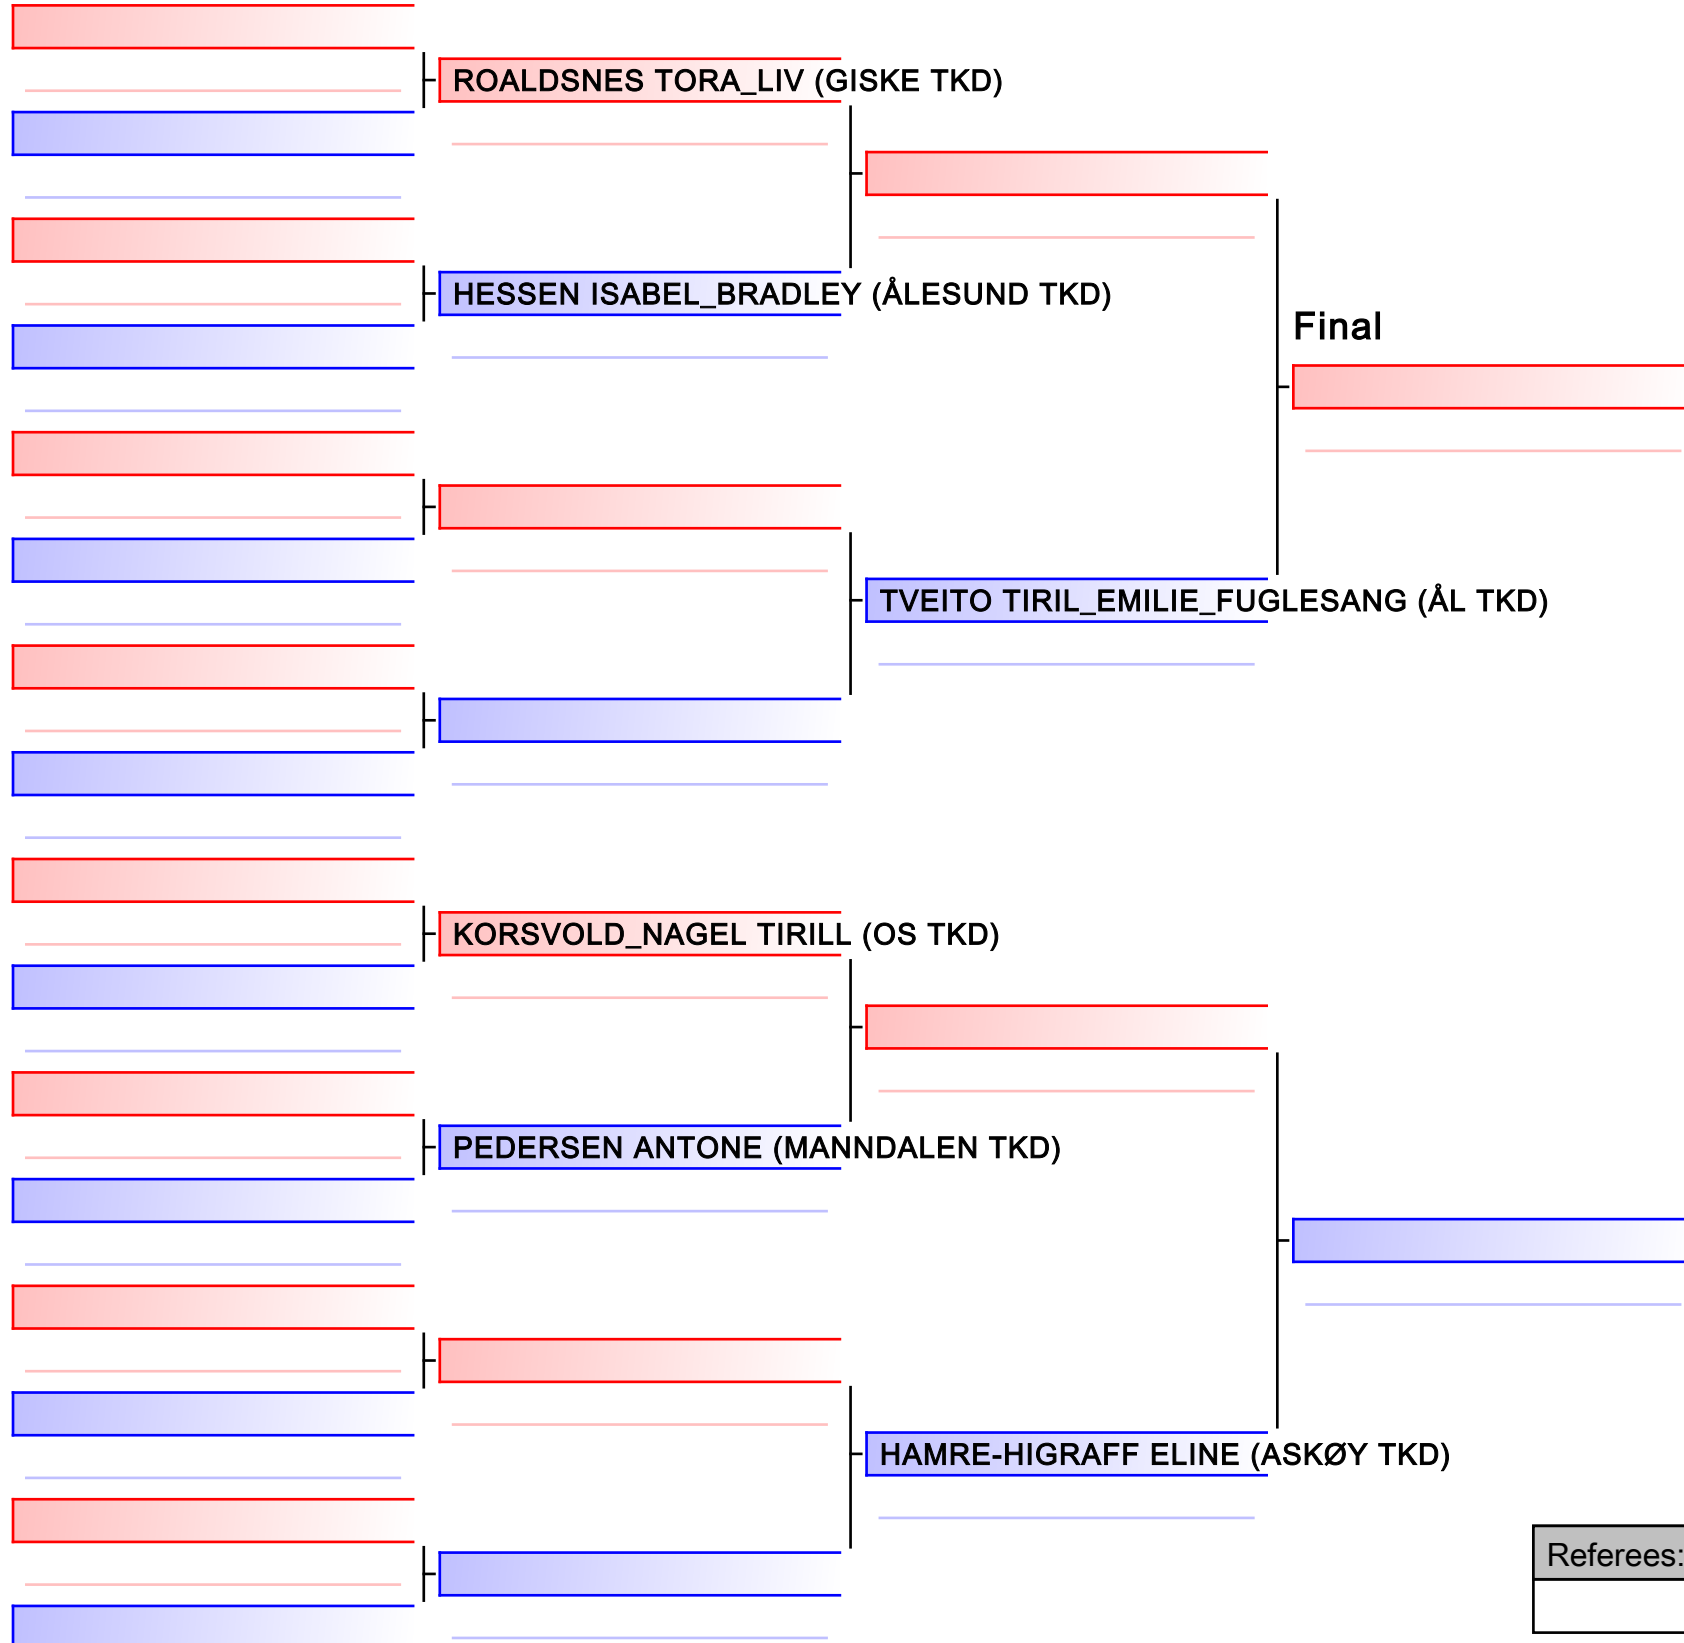 ROALDSNES TORA_LIV (GISKE TKD)
HESSEN ISABEL_BRADLEY (ÅLESUND TKD)
Final
TVEITO TIRIL_EMILIE_FUGLESANG (ÅL TKD)
KORSVOLD_NAGEL TIRILL (OS TKD)
PEDERSEN ANTONE (MANNDALEN TKD)
HAMRE-HIGRAFF ELINE (ASKØY TKD)
Referees: